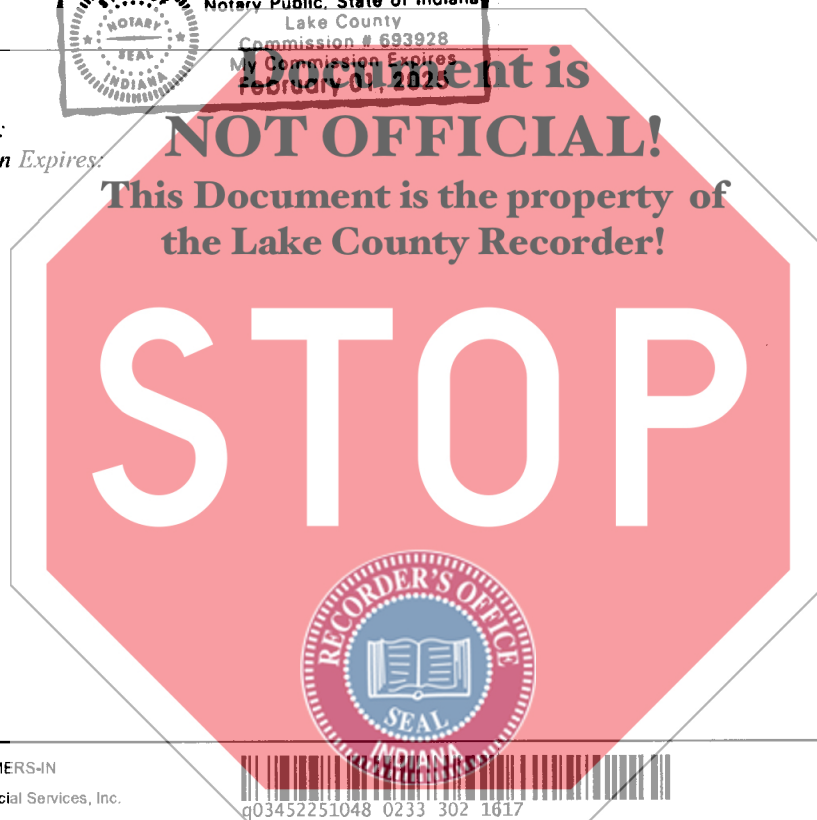 Notary Public, State of Indiana
Lake County
Commission # 693928
My Commission Expires
February 01, 2025
NOTARY
SEAL
INDIANA
Document is
NOT OFFICIAL!
n Expires:
This Document is the property of
the Lake County Recorder!
STOP
RECORDER'S OFFICE
SEAL
INDIANA
MERS-IN
cial Services, Inc.
q03452251048 0233 302 1617